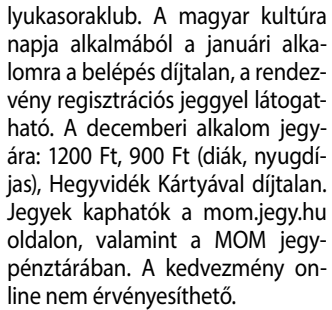 lyukasoraklub. A magyar kultúra
napja alkalmából a januári alka-
lomra a belépés díjtalan, a rendez-
vény regisztrációs jeggyel látogat-
ható. A decemberi alkalom jegy-
ára: 1200 Ft, 900 Ft (diák, nyugdí-
jas), Hegyvidék Kártyával díjtalan.
Jegyek kaphatók a mom.jegy.hu
oldalon, valamint a MOM jegy-
pénztárában. A kedvezmény on-
line nem érvényesíthető.